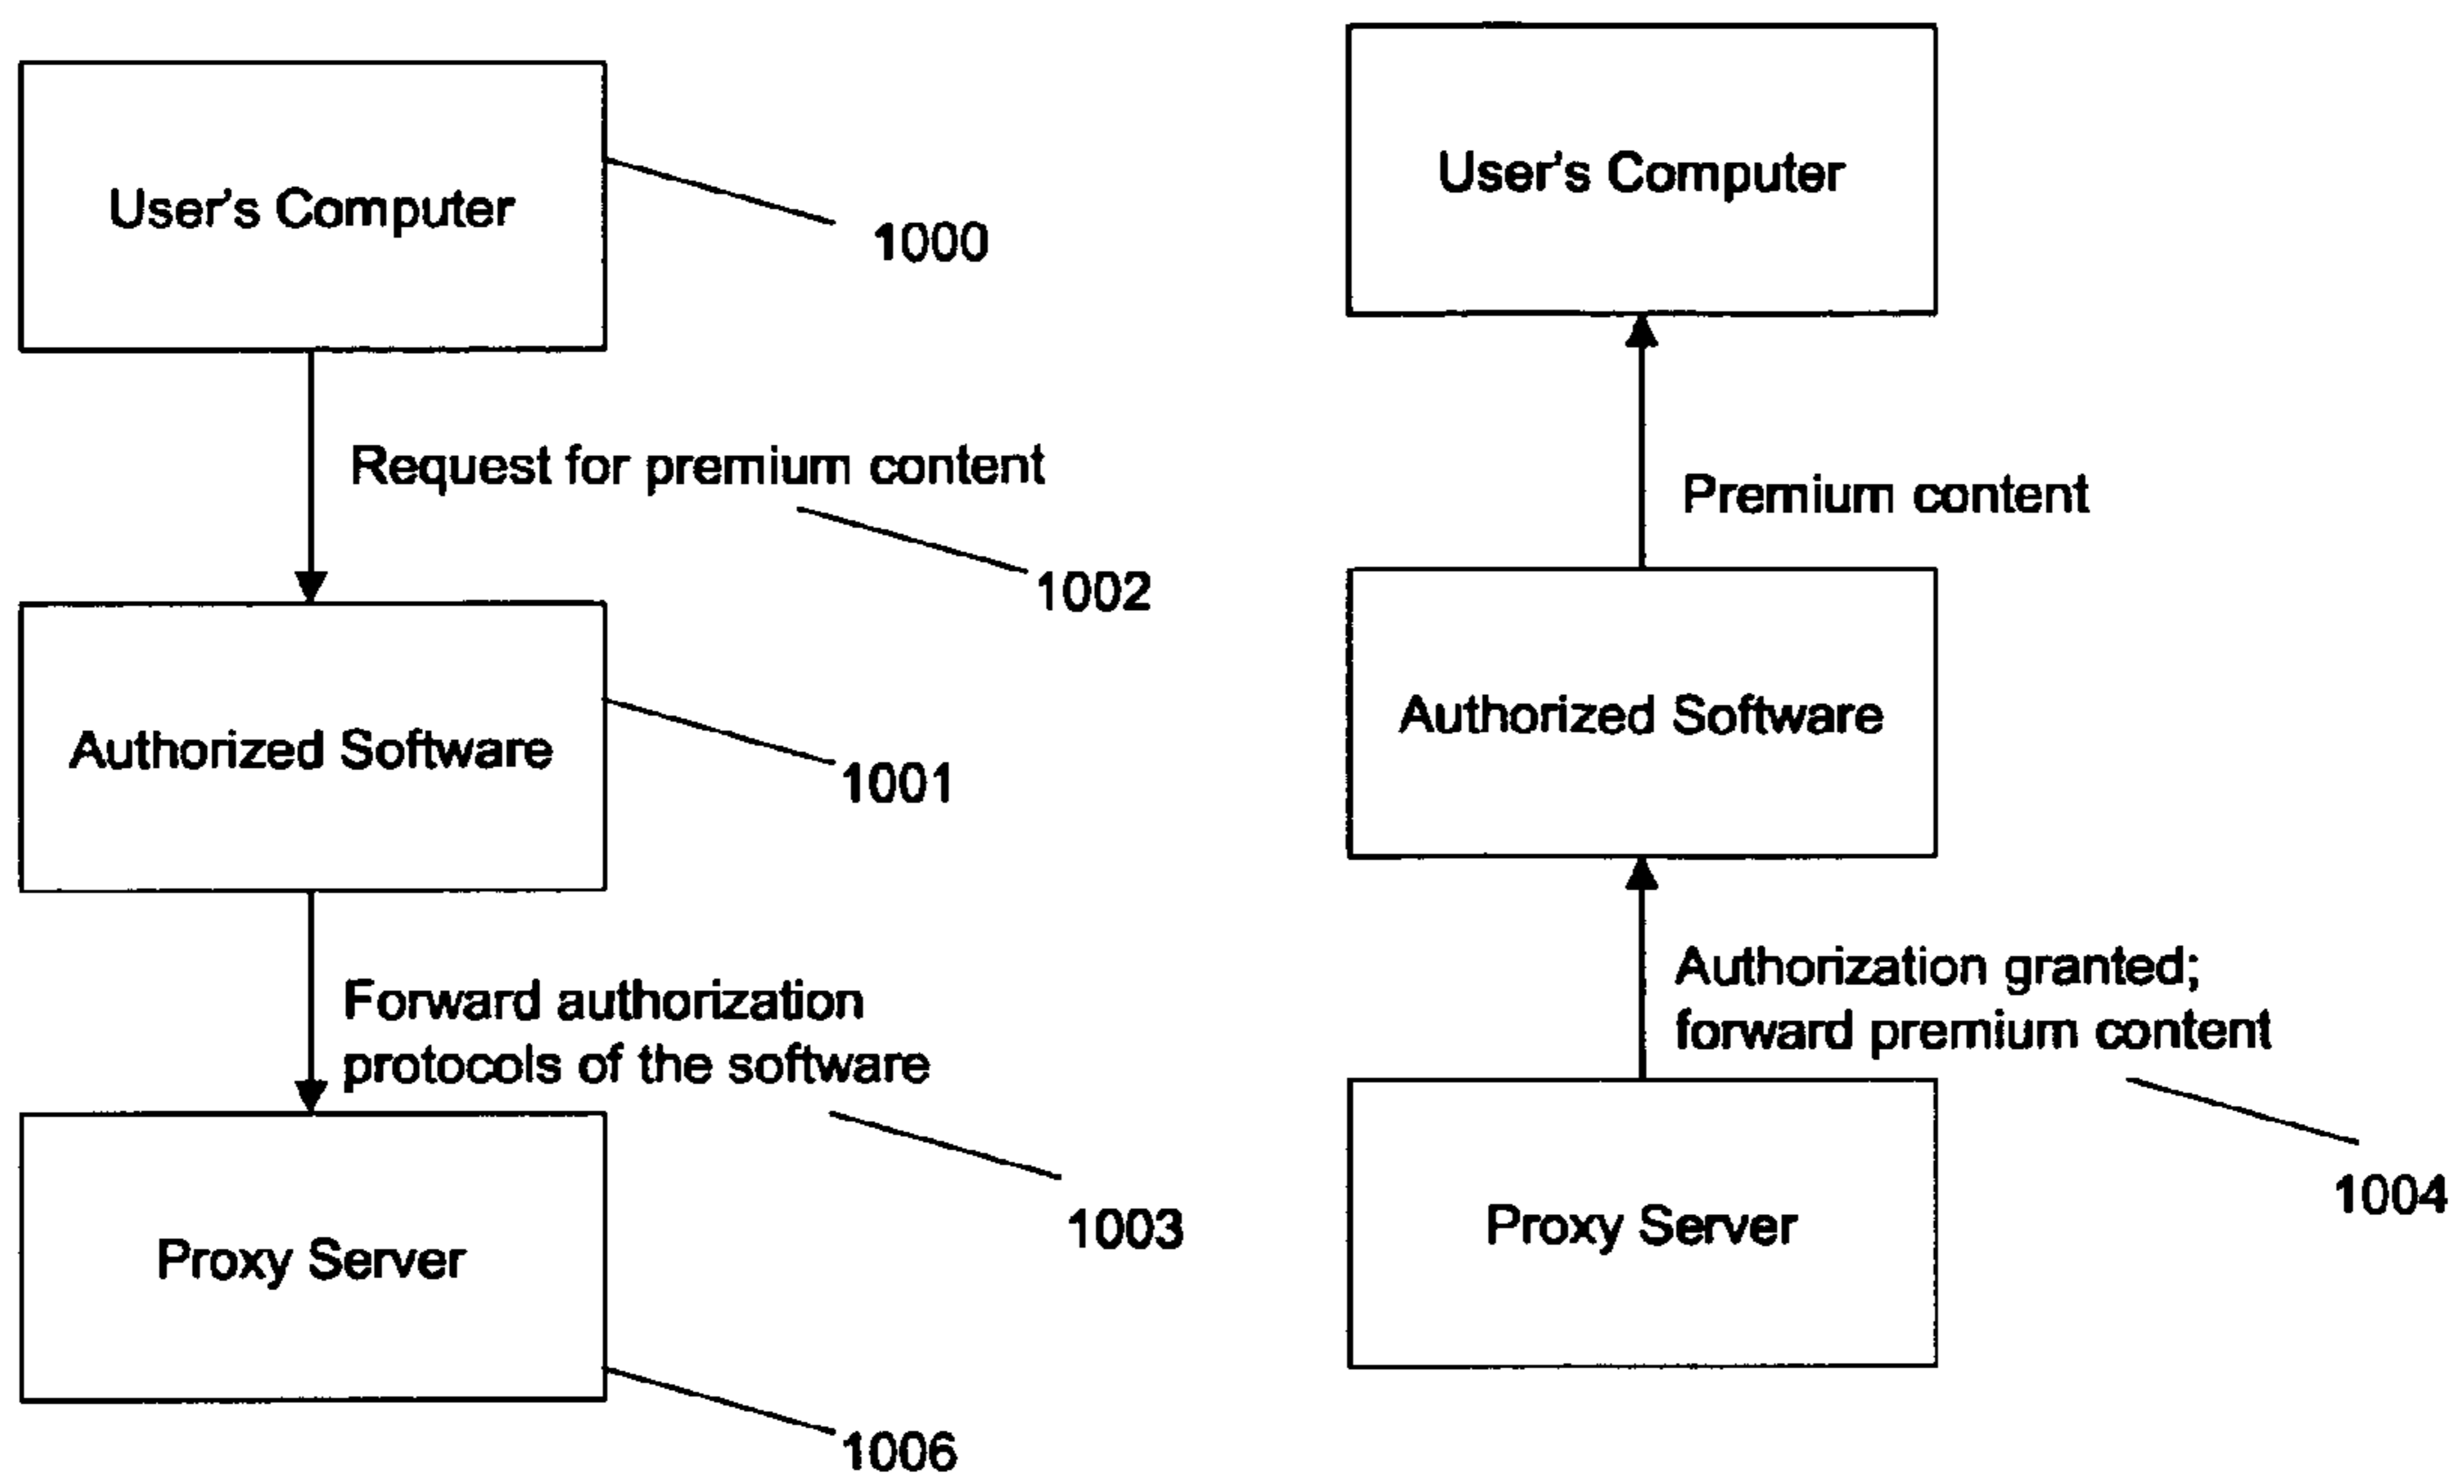 User's Computer
1000
Request for premium content
1002
Authorized Software
1001
Forward authorization
protocols of the software
1003
Proxy Server
1006
User's Computer
Premium content
Authorized Software
Authorization granted;
forward premium content
1004
Proxy Server